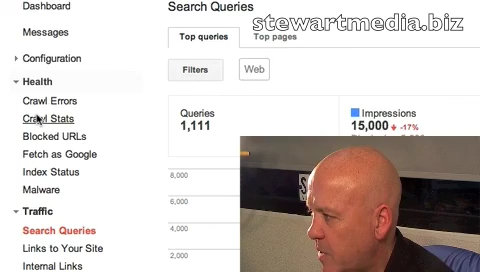 Dashboard
Search Queries
stewartmedia.biz
Messages
Top queries
Top pages
Configuration
Filters
Web
Health
Crawl Errors
Queries
Impressions
Crawl Stats
1,111
15,000 -17%
Blocked URLs
Fetch as Google
Index Status
8,000
Malware
6,000
Traffic
Search Queries
4,000
Links to Your Site
2,000
Internal Links